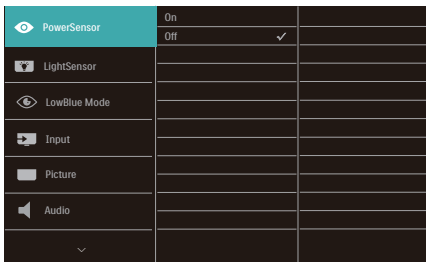 PowerSensor
On
Off
LightSensor
LowBlue Mode
Input
Picture
Audio